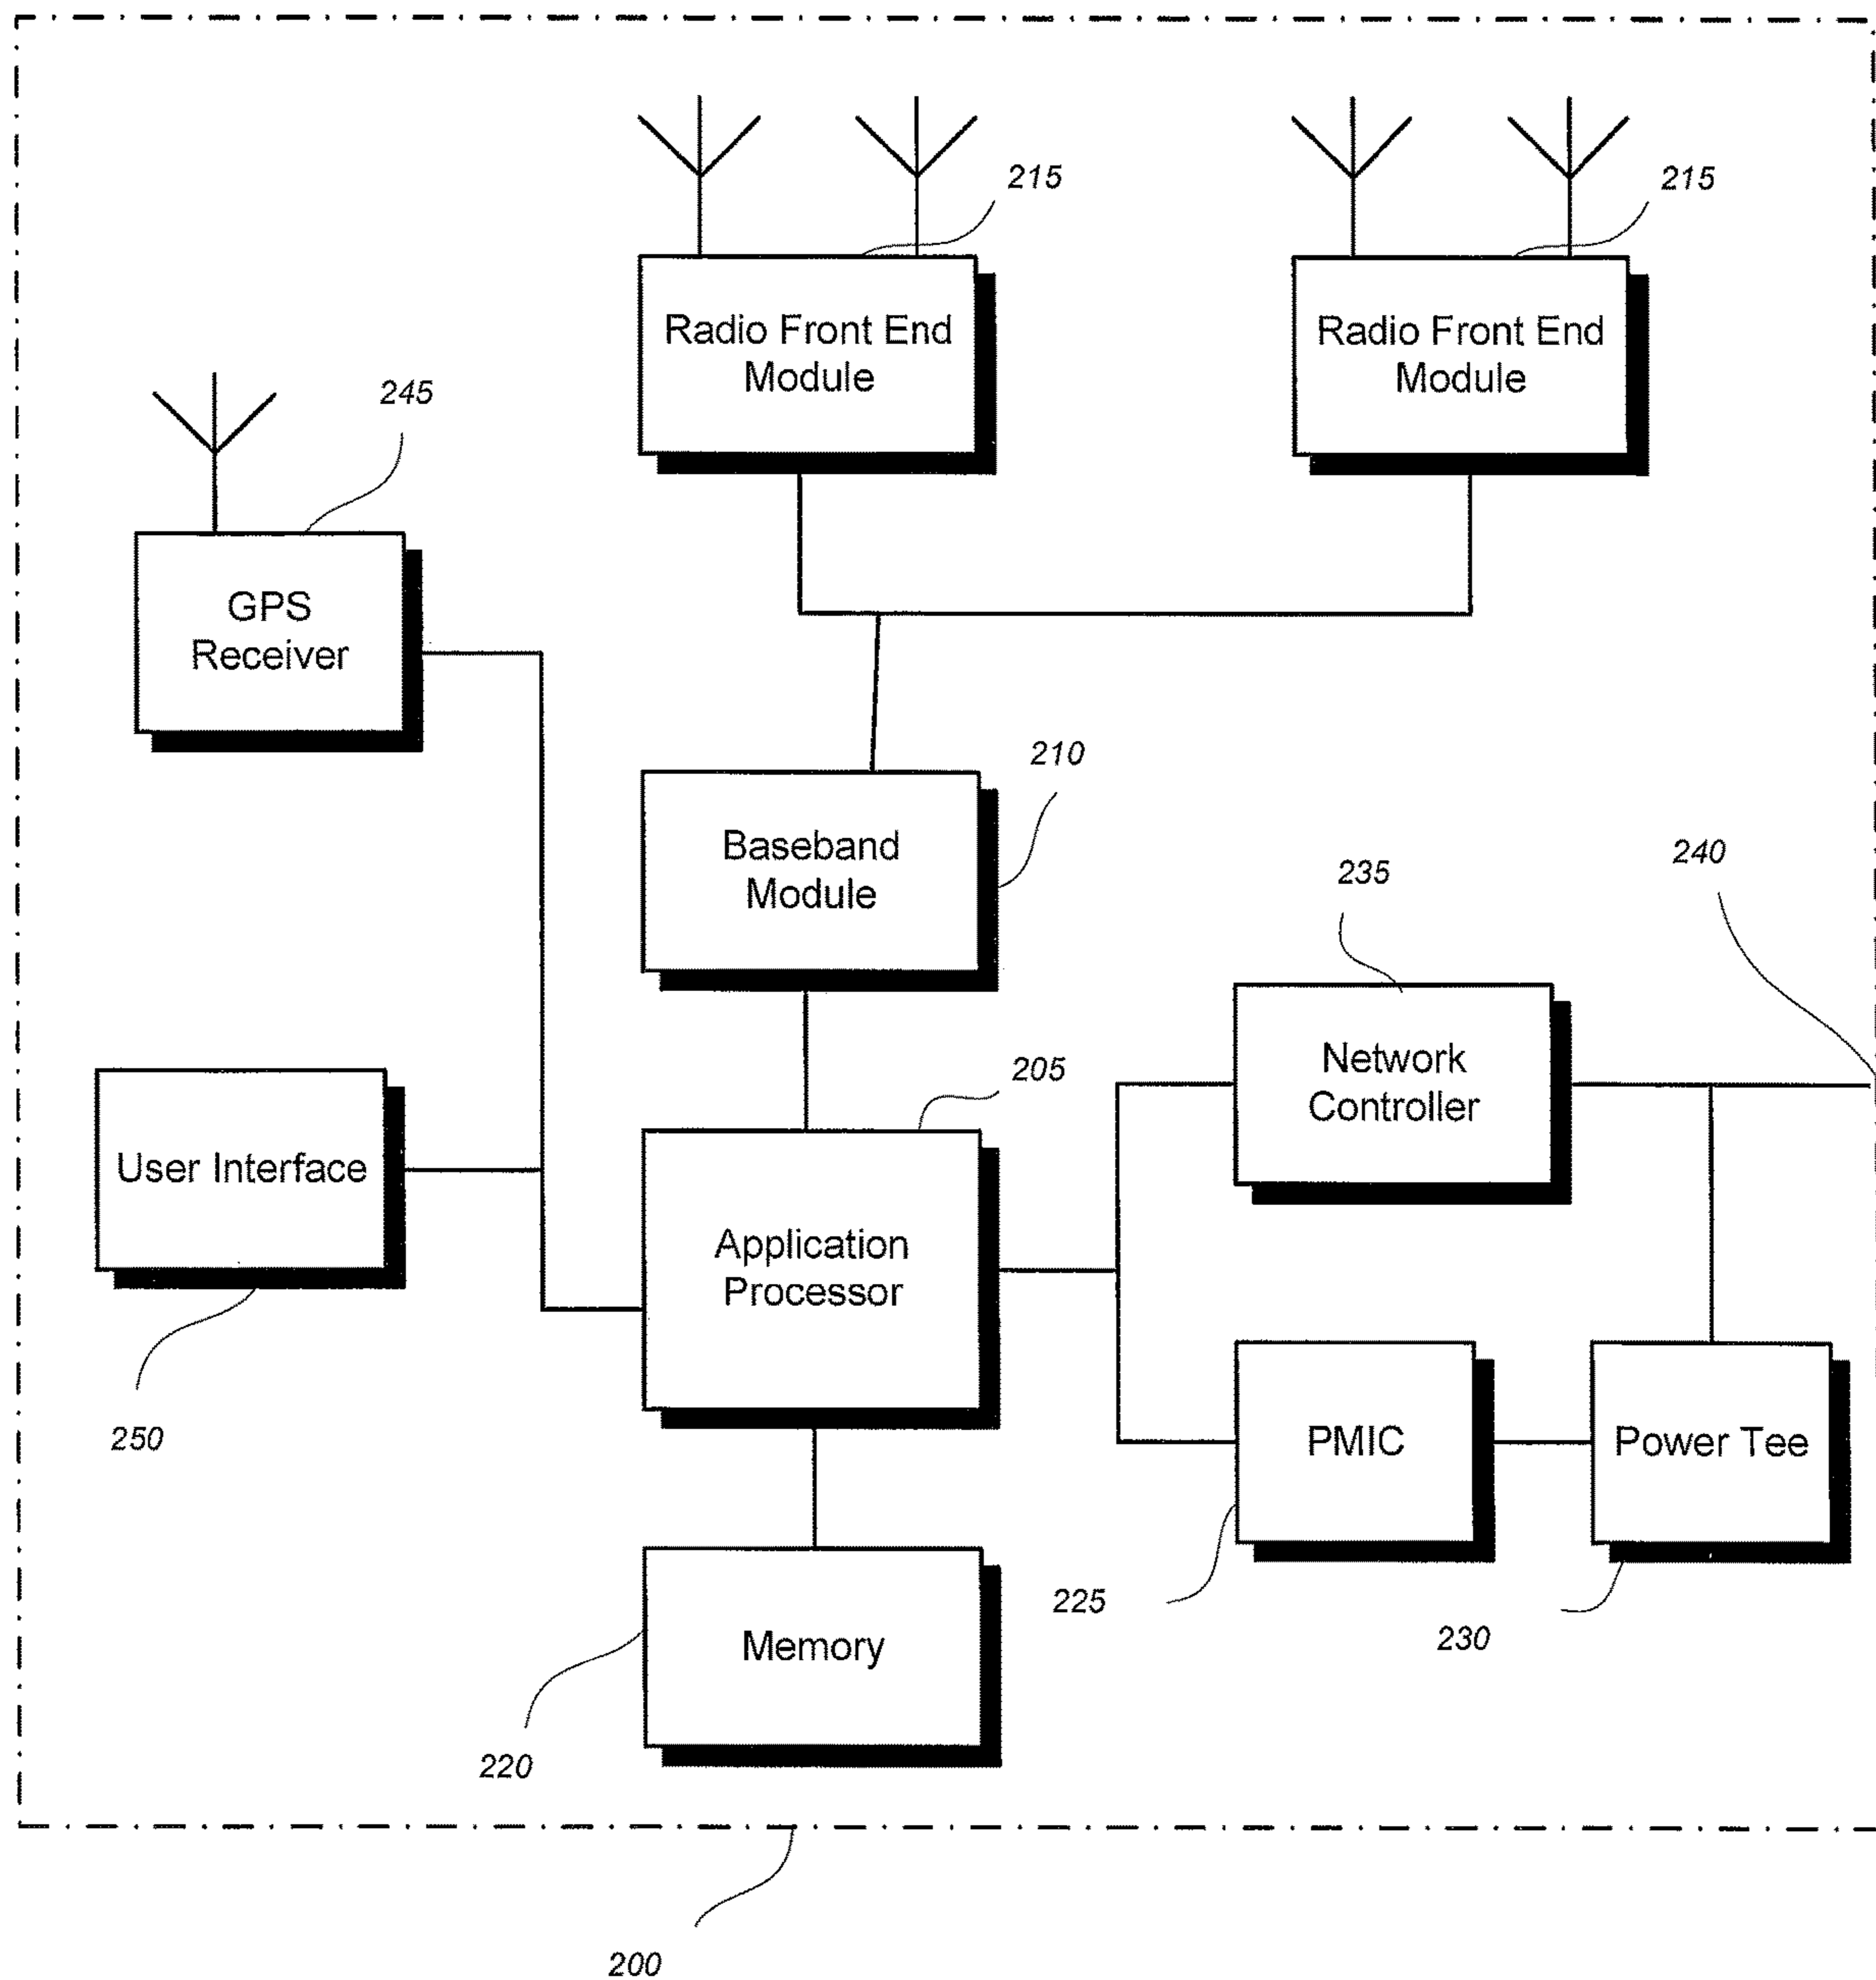 215
215
Radio Front End
Module
Radio Front End
Module
245
GPS
Receiver
210
Baseband
Module
240
235
Network
Controller
205
User Interface
Application
Processor
250
PMIC
Power Tee
225
230
Memory
220
200